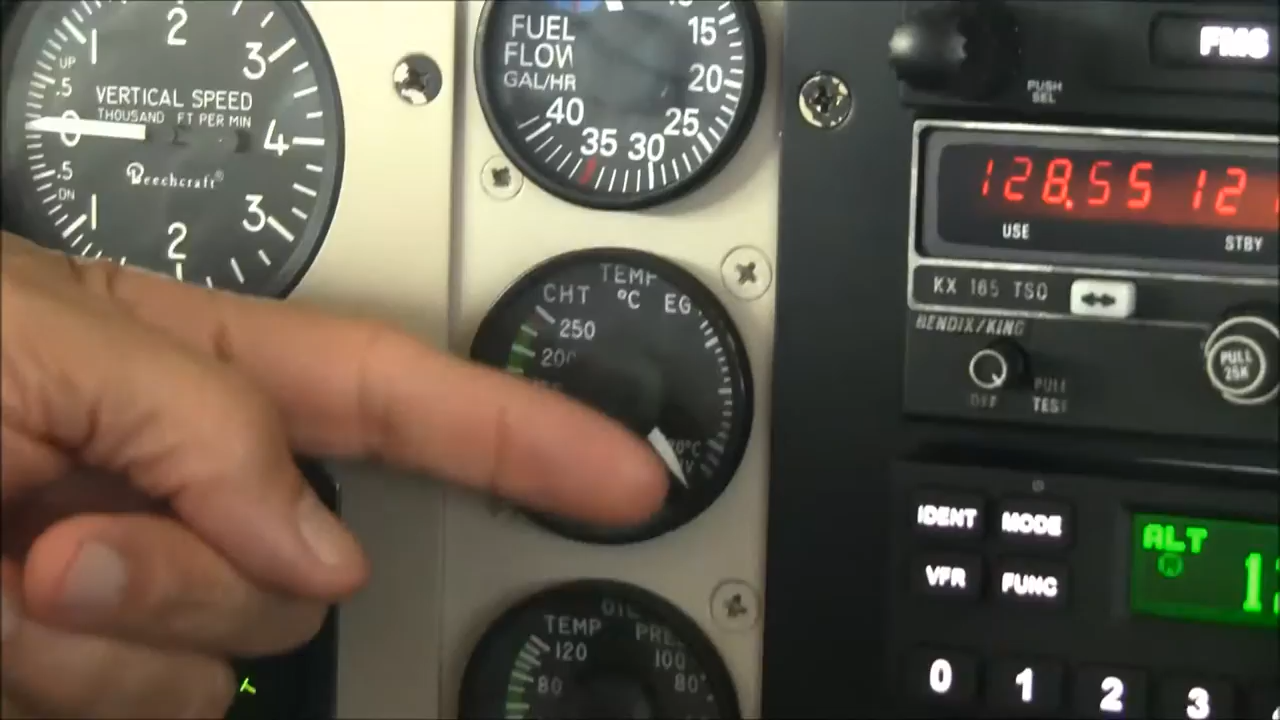 2
1
3
UP
.5
VERTICAL SPEED
THOUSAND FT PER MIN
0
4
Beechcraft®
.5
DN
1
3
2
FUEL
FLOW
GAL/HR
15
20
25
30
35
40
TEMP
°C
CHT
250
200
TEMP
120
80
100
80
FMS
PUSH
SEL
128.55
USE
STBY
KX 165 TSO
BENDIX/KING
OFF
PULL
TEST
PULL
25K
IDENT
MODE
VFR
FUNC
ALT
0
1
2
3